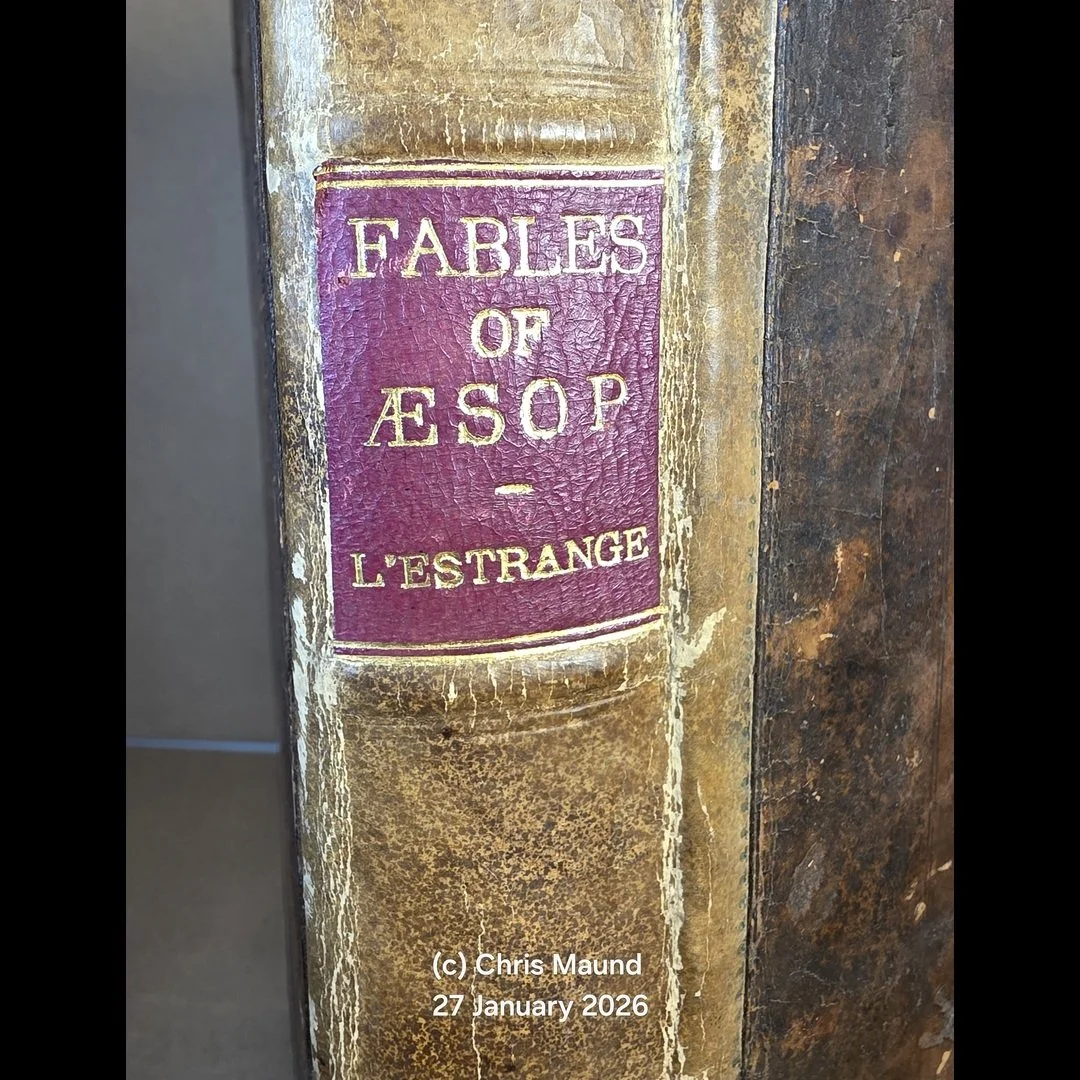 FABLES
OF
ÆSOP
-
L'ESTRANGE
(c) Chris Maund
27 January 2026